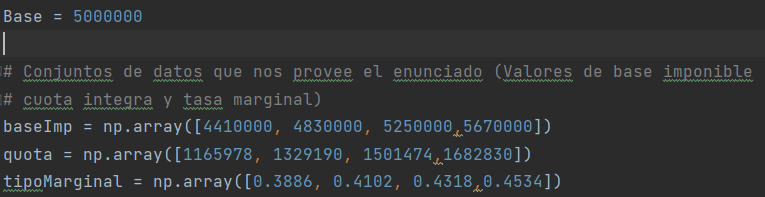 Base = 5000000
# Conjuntos de datos que nos provee el enunciado (Valores de base imponible
# cuota integra y tasa marginal)
baseImp = np.array([4410000, 4830000, 5250000,5670000])
quota = np.array([1165978, 1329190, 1501474,1682830])
tipoMarginal = np.array([0.3886, 0.4102, 0.4318,0.4534])